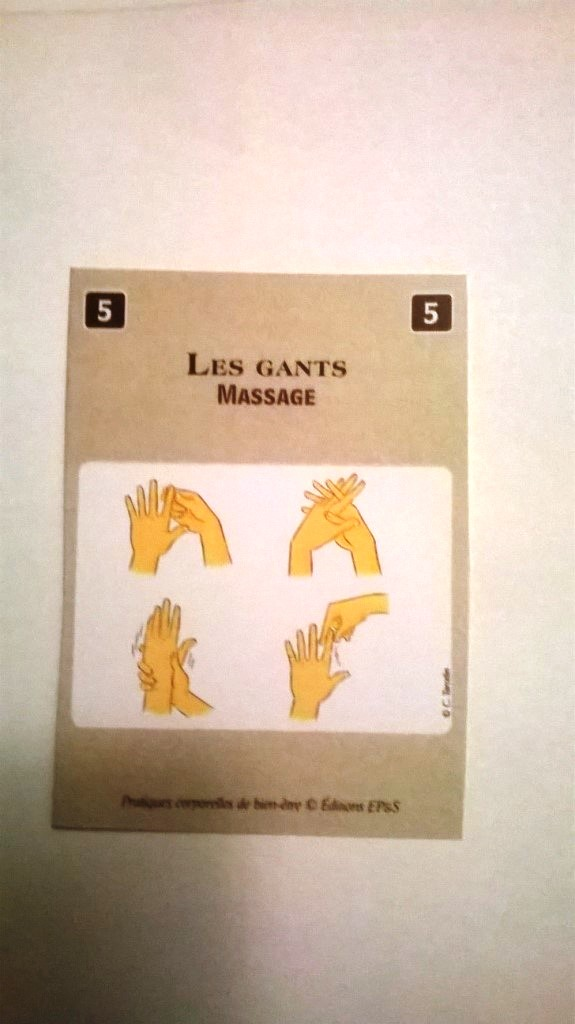 5 5
LES GANTS
MASSAGE
Pratiques corporelles de bien-être © Éditions EP&S
© C.